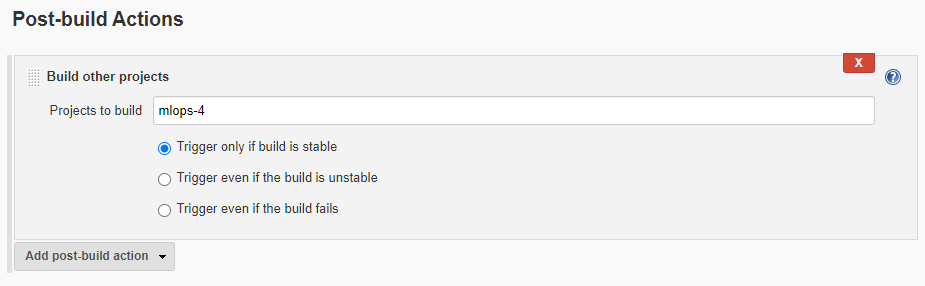 Post-build Actions
X
Build other projects
?
Projects to build mlops-4
Trigger only if build is stable
Trigger even if the build is unstable
Trigger even if the build fails
Add post-build action